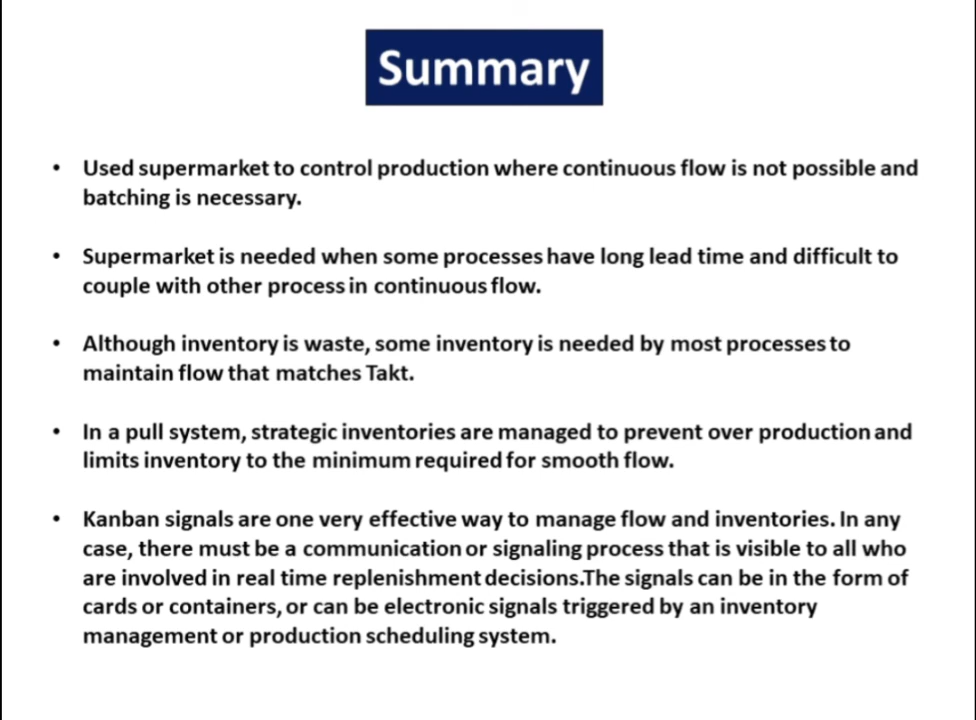 Summary
• Used supermarket to control production where continuous flow is not possible and
batching is necessary.
• Supermarket is needed when some processes have long lead time and difficult to
couple with other process in continuous flow.
• Although inventory is waste, some inventory is needed by most processes to
maintain flow that matches Takt.
• In a pull system, strategic inventories are managed to prevent over production and
limits inventory to the minimum required for smooth flow.
• Kanban signals are one very effective way to manage flow and inventories. In any
case, there must be a communication or signaling process that is visible to all who
are involved in real time replenishment decisions.The signals can be in the form of
cards or containers, or can be electronic signals triggered by an inventory
management or production scheduling system.